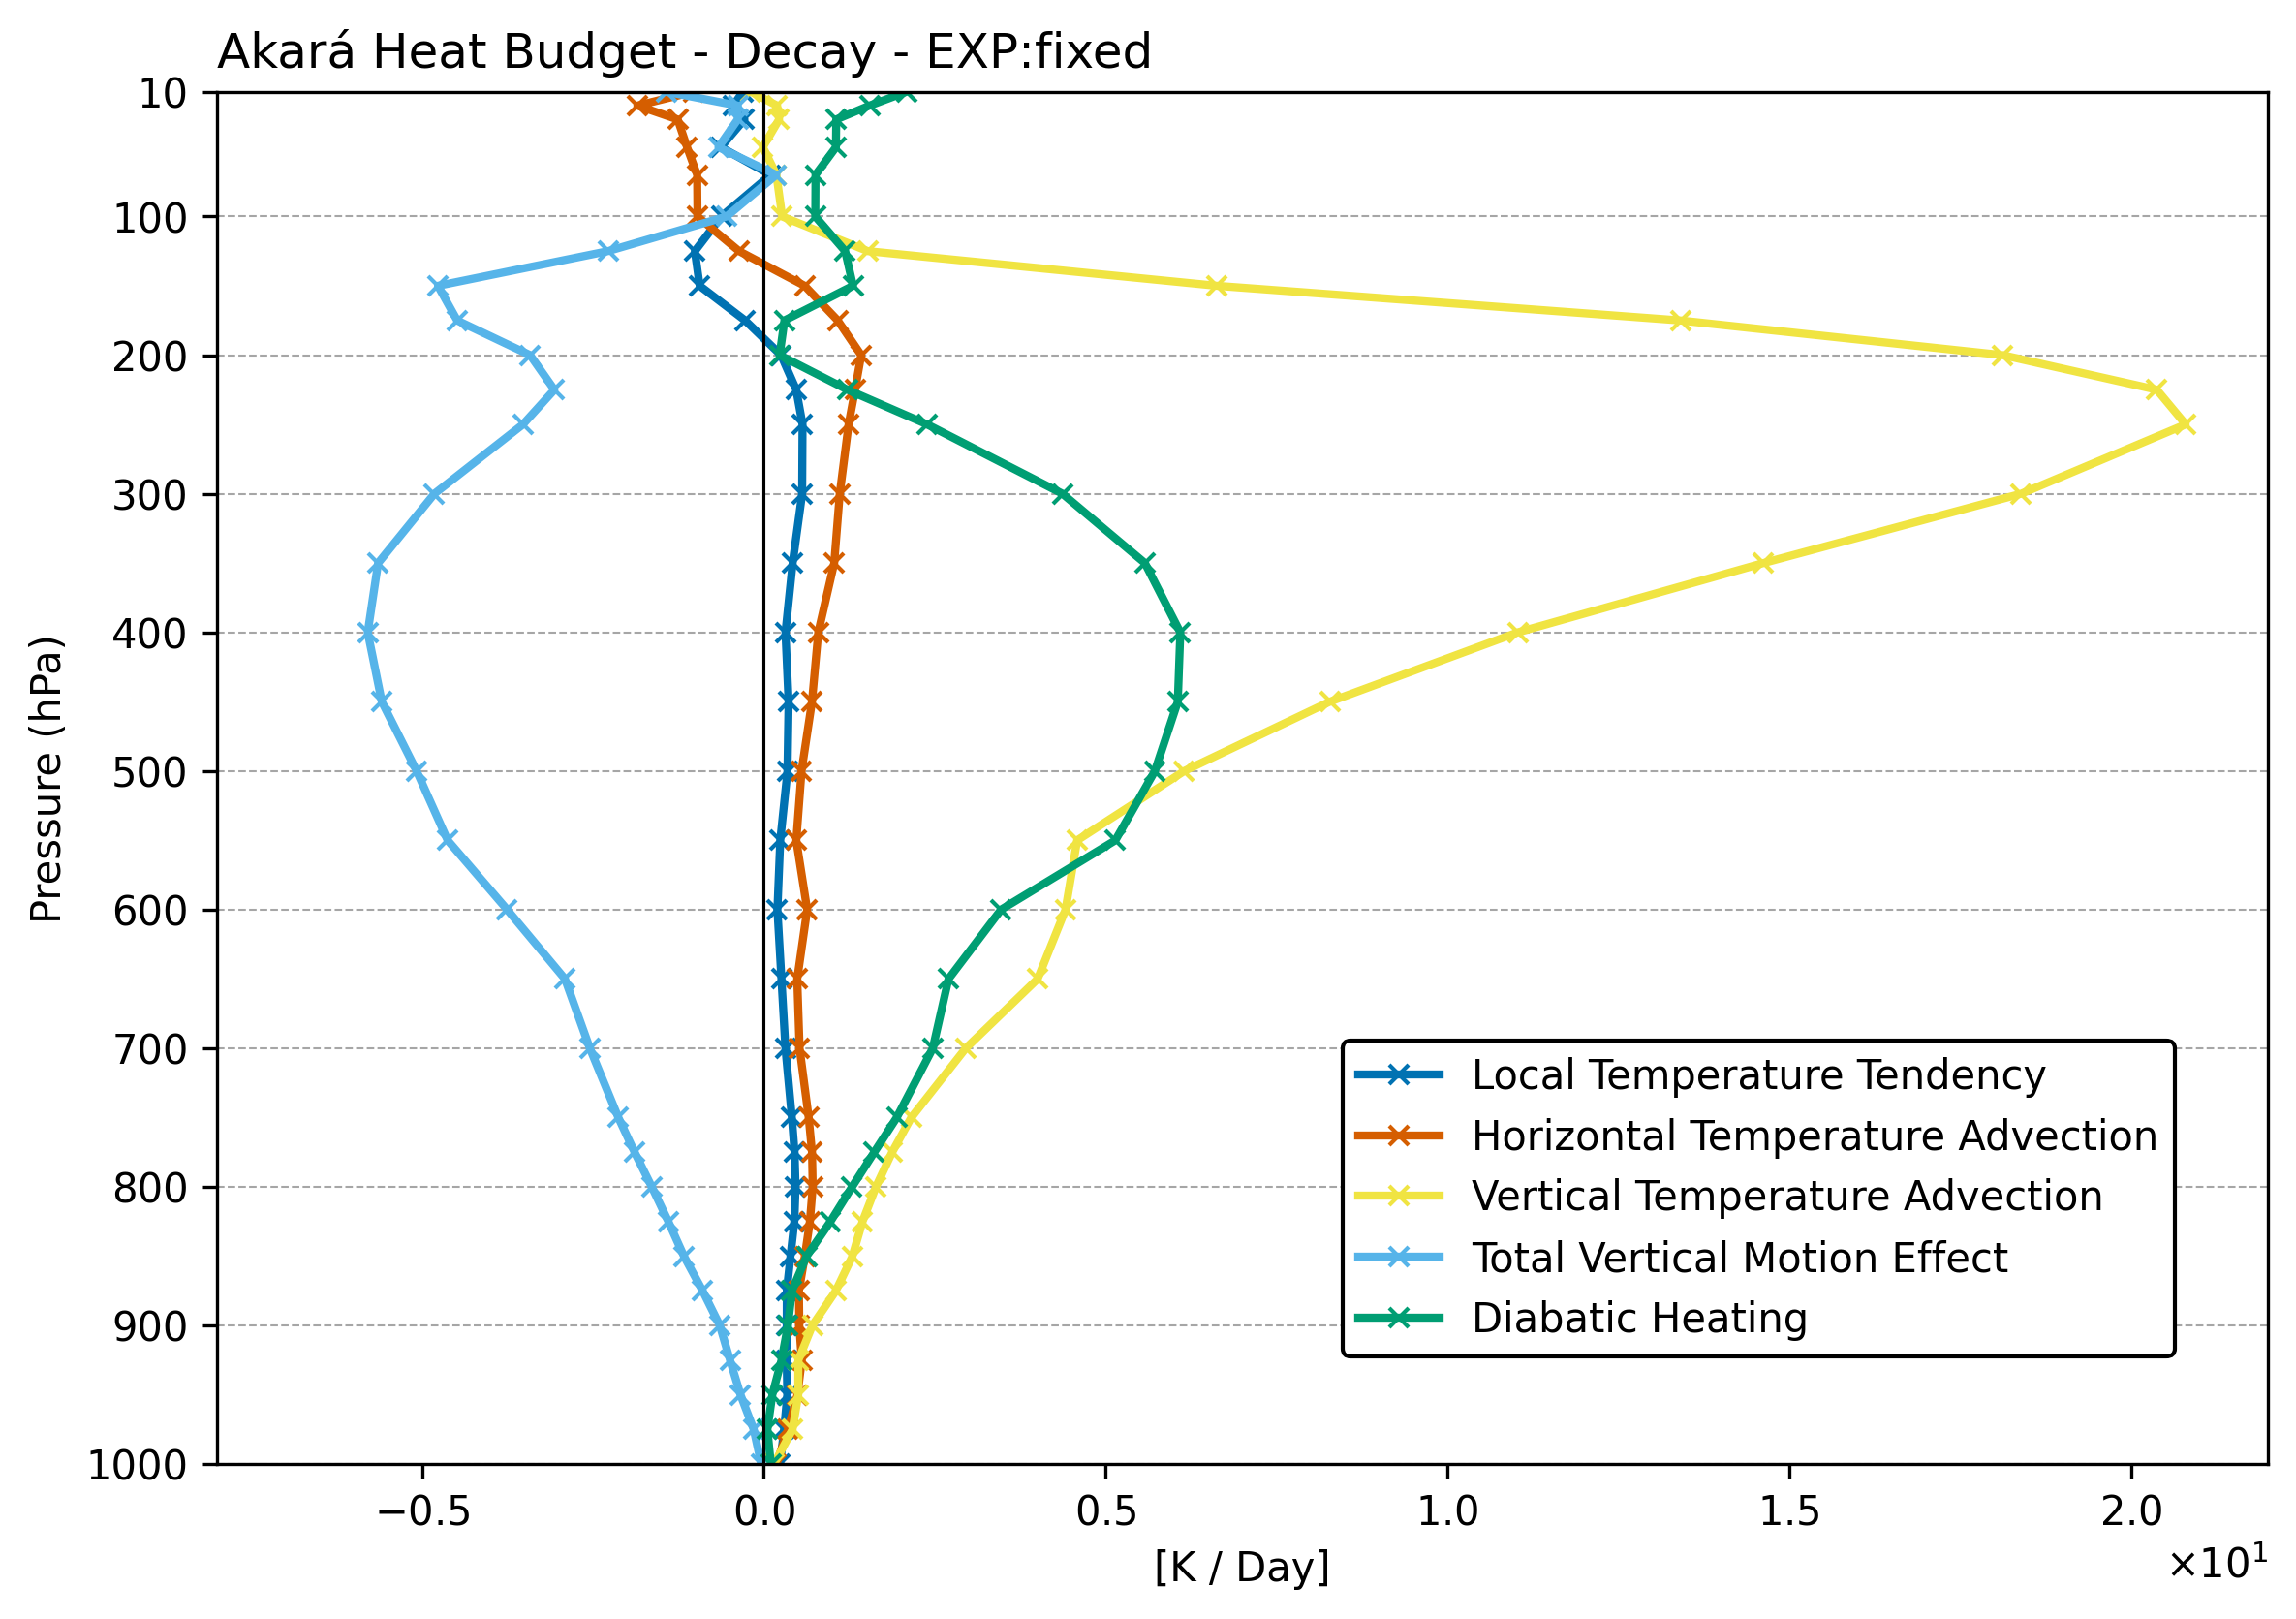 Akará Heat Budget - Decay - EXP:fixed
10
100
200
300
400
500
600
700
800
900
1000
Pressure (hPa)
Local Temperature Tendency
Horizontal Temperature Advection
Vertical Temperature Advection
Total Vertical Motion Effect
Diabatic Heating
−0.5 0.0 0.5 1.0 1.5 2.0
[K / Day]
×10¹